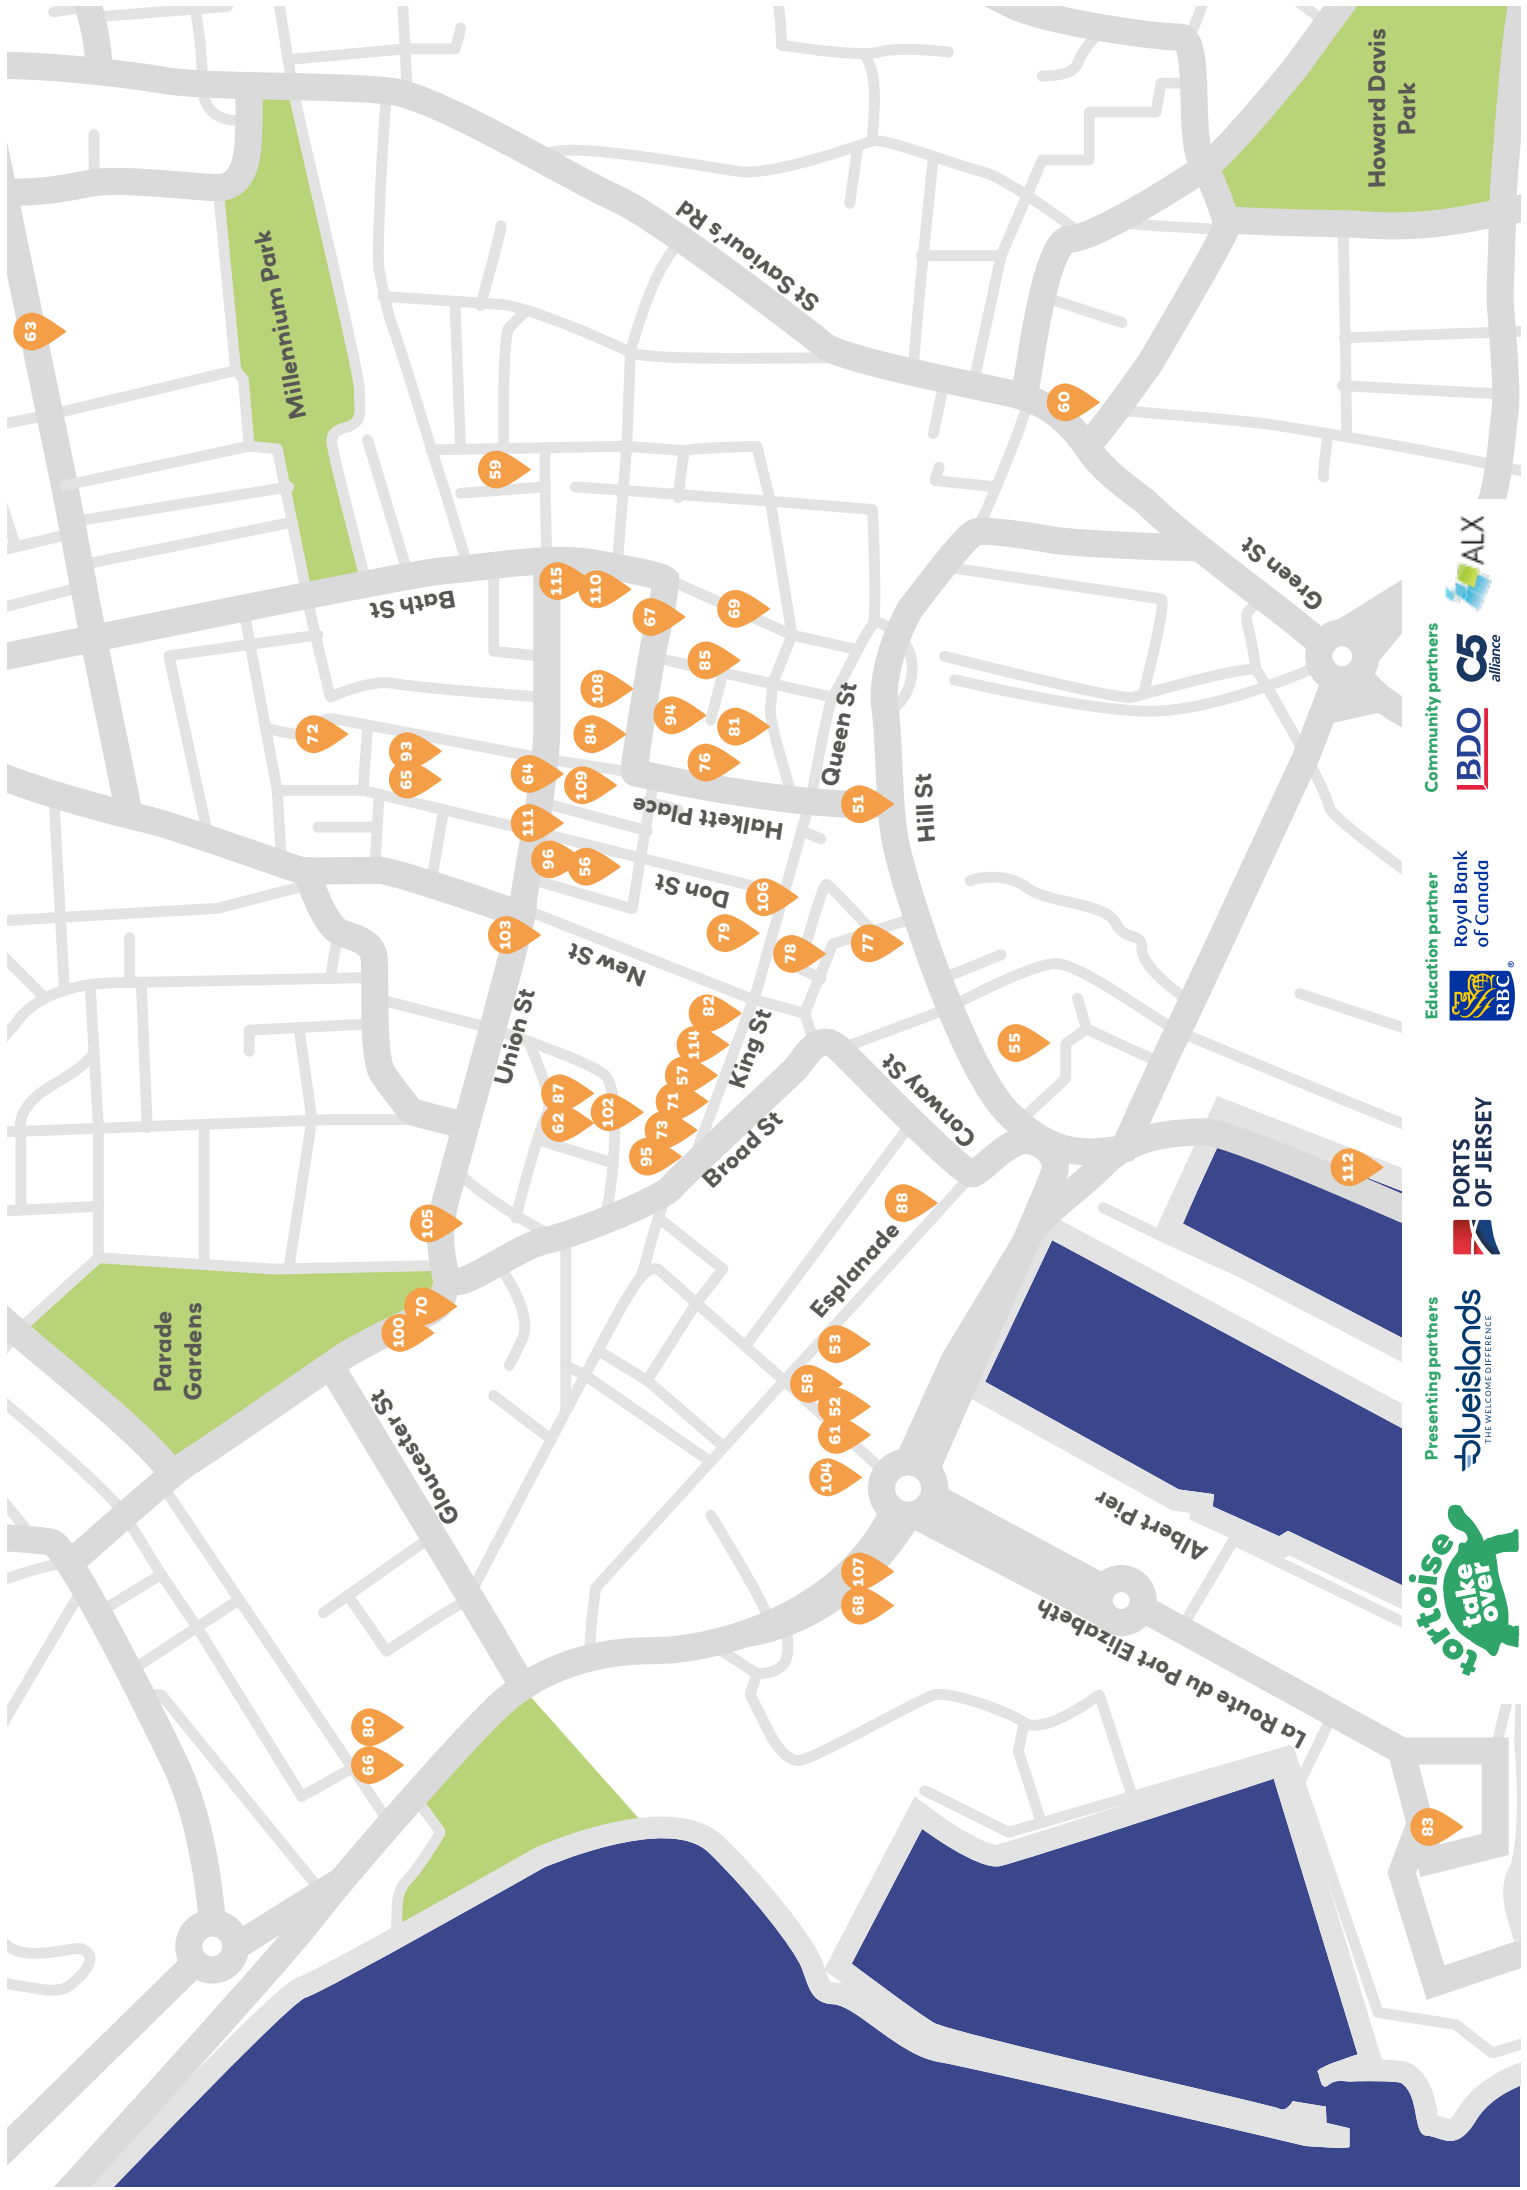 Howard Davis
Park
Millennium Park
St Saviour's Rd
Bath St
Queen St
Hill St
Green St
Halkett Place
Don St
New St
Union St
King St
Broad St
Conway St
Esplanade
Parade
Gardens
Gloucester St
Albert Pier
La Route du Port Elizabeth
63
60
59
115
110
67
69
85
108
94
81
84
76
72
93
65
64
109
111
96
56
51
106
103
79
78
77
82
114
57
71
73
95
87
62
102
55
105
88
112
70
100
53
58
52
61
104
107
68
80
66
83
tortoise
take
over
Presenting partners
blueislands
THE WELCOME DIFFERENCE
PORTS
OF JERSEY
Education partner
RBC
®
Royal Bank
of Canada
Community partners
BDO
C5
alliance
ALX